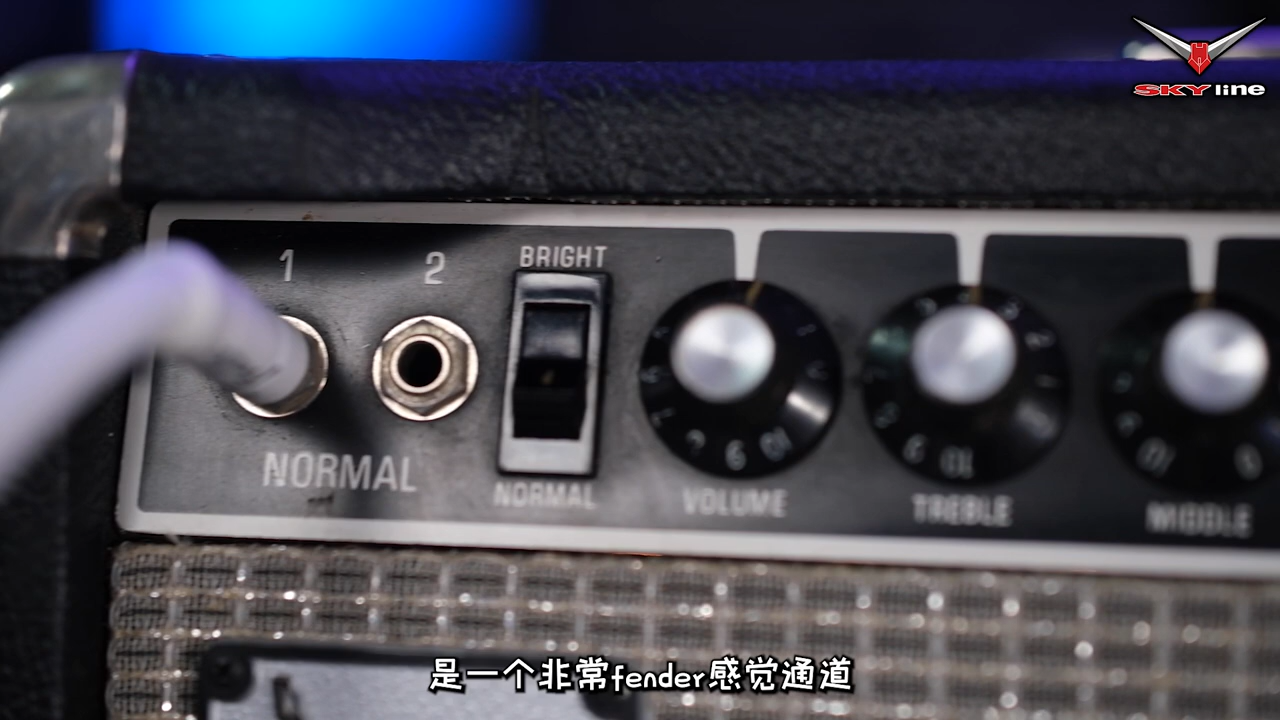 SKY line
1
2
BRIGHT
NORMAL
NORMAL
VOLUME
TREBLE
MIDDLE
是一个非常fender感觉通道